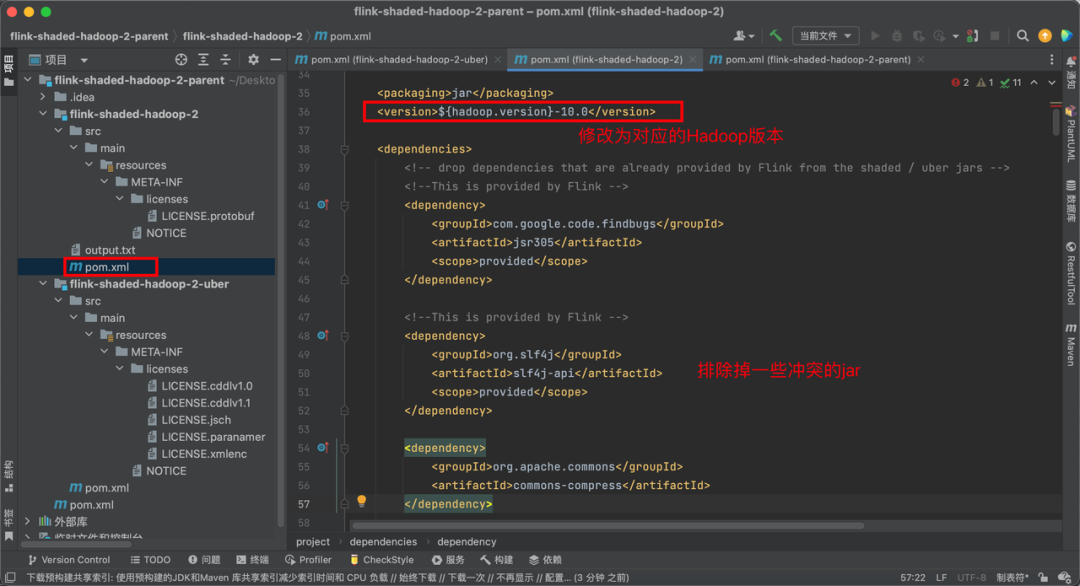 flink-shaded-hadoop-2-parent – pom.xml (flink-shaded-hadoop-2)
flink-shaded-hadoop-2-parent › flink-shaded-hadoop-2 › m pom.xml
当前文件
项目
m pom.xml (flink-shaded-hadoop-2-uber) ×
m pom.xml (flink-shaded-hadoop-2) ×
m pom.xml (flink-shaded-hadoop-2-parent) ×
项目
结构
书签
flink-shaded-hadoop-2-parent ~/Deskto
.idea
flink-shaded-hadoop-2
src
main
resources
META-INF
licenses
LICENSE.protobuf
NOTICE
output.txt
m pom.xml
flink-shaded-hadoop-2-uber
src
main
resources
META-INF
licenses
LICENSE.cddlv1.0
LICENSE.cddlv1.1
LICENSE.jsch
LICENSE.paranamer
LICENSE.xmlenc
NOTICE
m pom.xml
m pom.xml
外部库
临时文件和控制台
2 1 11
34
35 <packaging>jar</packaging>
36 <version>${hadoop.version}-10.0</version>
修改为对应的Hadoop版本
37
38 <dependencies>
39 <!-- drop dependencies that are already provided by Flink from the shaded / uber jars -->
40 <!--This is provided by Flink -->
41 <dependency>
42 <groupId>com.google.code.findbugs</groupId>
43 <artifactId>jsr305</artifactId>
44 <scope>provided</scope>
45 </dependency>
46
47 <!--This is provided by Flink -->
48 <dependency>
49 <groupId>org.slf4j</groupId>
50 <artifactId>slf4j-api</artifactId>
排除掉一些冲突的jar
51 <scope>provided</scope>
52 </dependency>
53
54 <dependency>
55 <groupId>org.apache.commons</groupId>
56 <artifactId>commons-compress</artifactId>
57 </dependency>
58
project › dependencies › dependency
通知
PlantUML
数据库
RestfulTool
m Maven
Version Control
TODO
问题
终端
Profiler
CheckStyle
服务
构建
依赖
下载预构建共享索引: 使用预构建的JDK和Maven 库共享索引减少索引时间和 CPU 负载 // 始终下载 // 下载一次 // 不再显示 // 配置... (3 分钟 之前)
57:22 LF UTF-8 制表符*